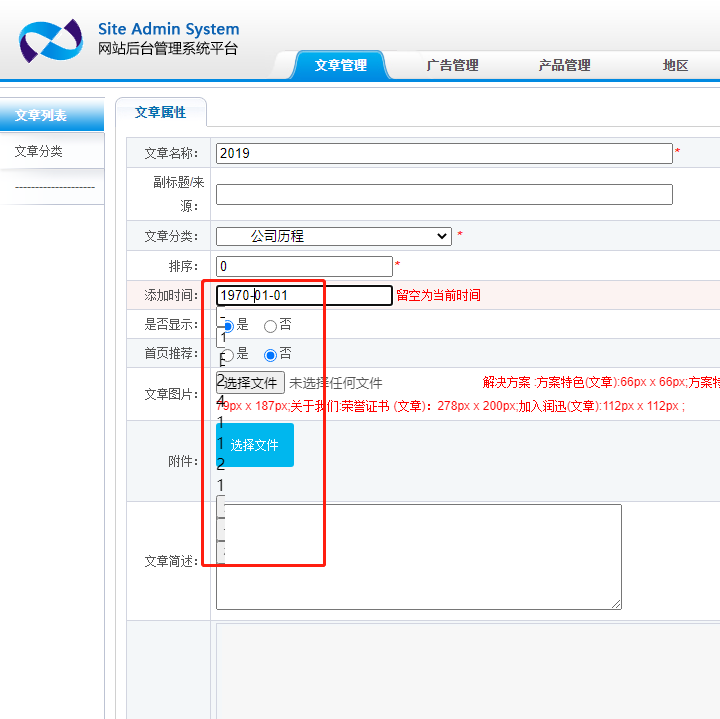 Site Admin System
网站后台管理系统平台
文章管理
广告管理
产品管理
地区
文章列表
文章分类
--------------------
文章属性
文章名称：
2019
*
副标题/来
源：
文章分类：
公司历程
*
排序：
0
*
添加时间：
1970-01-01
留空为当前时间
是否显示：
是
否
首页推荐：
是
否
文章图片：
选择文件
未选择任何文件
解决方案 :方案特色(文章):66px x 66px;方案特
79px x 187px;关于我们:荣誉证书 (文章)： 278px x 200px;加入润迅(文章):112px x 112px ;
附件：
选择文件
1
2
4
1
1
2
1
文章简述：